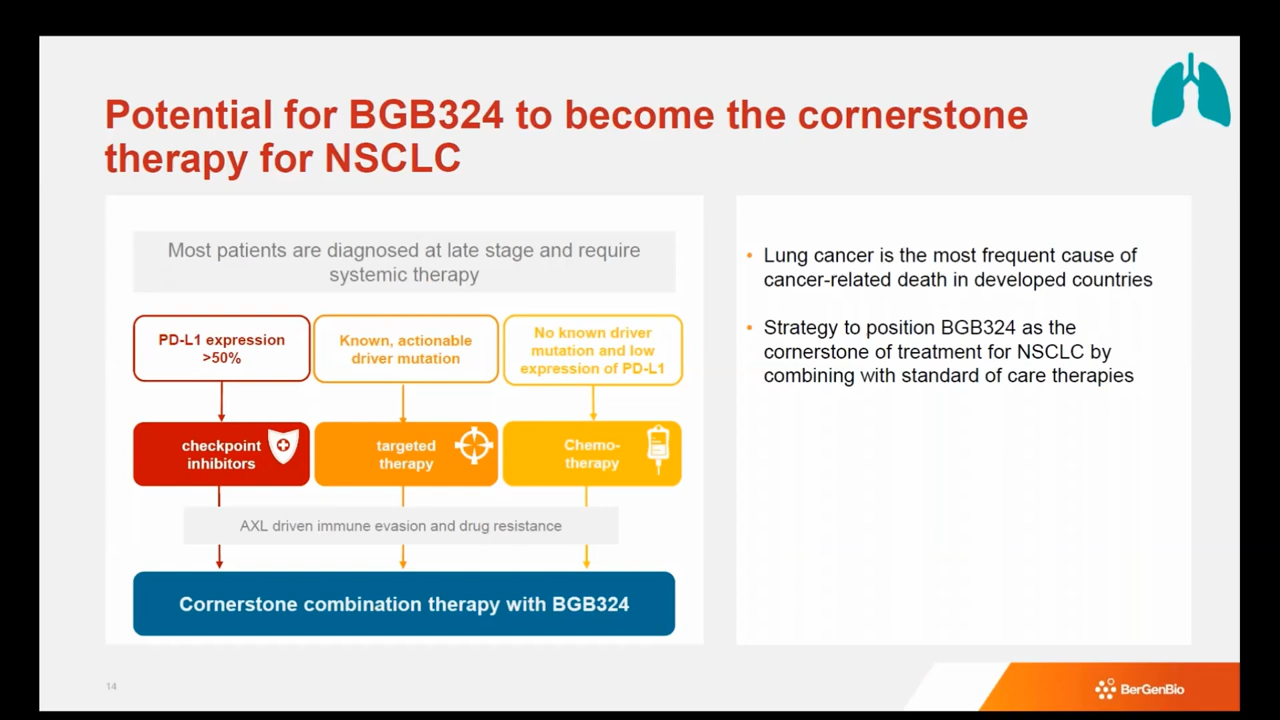 Potential for BGB324 to become the cornerstone
therapy for NSCLC
Most patients are diagnosed at late stage and require
systemic therapy
PD-L1 expression
>50%
Known, actionable
driver mutation
No known driver
mutation and low
expression of PD-L1
checkpoint
inhibitors
targeted
therapy
Chemo-
therapy
AXL driven immune evasion and drug resistance
Cornerstone combination therapy with BGB324
• Lung cancer is the most frequent cause of
cancer-related death in developed countries
• Strategy to position BGB324 as the
cornerstone of treatment for NSCLC by
combining with standard of care therapies
14
BerGenBio